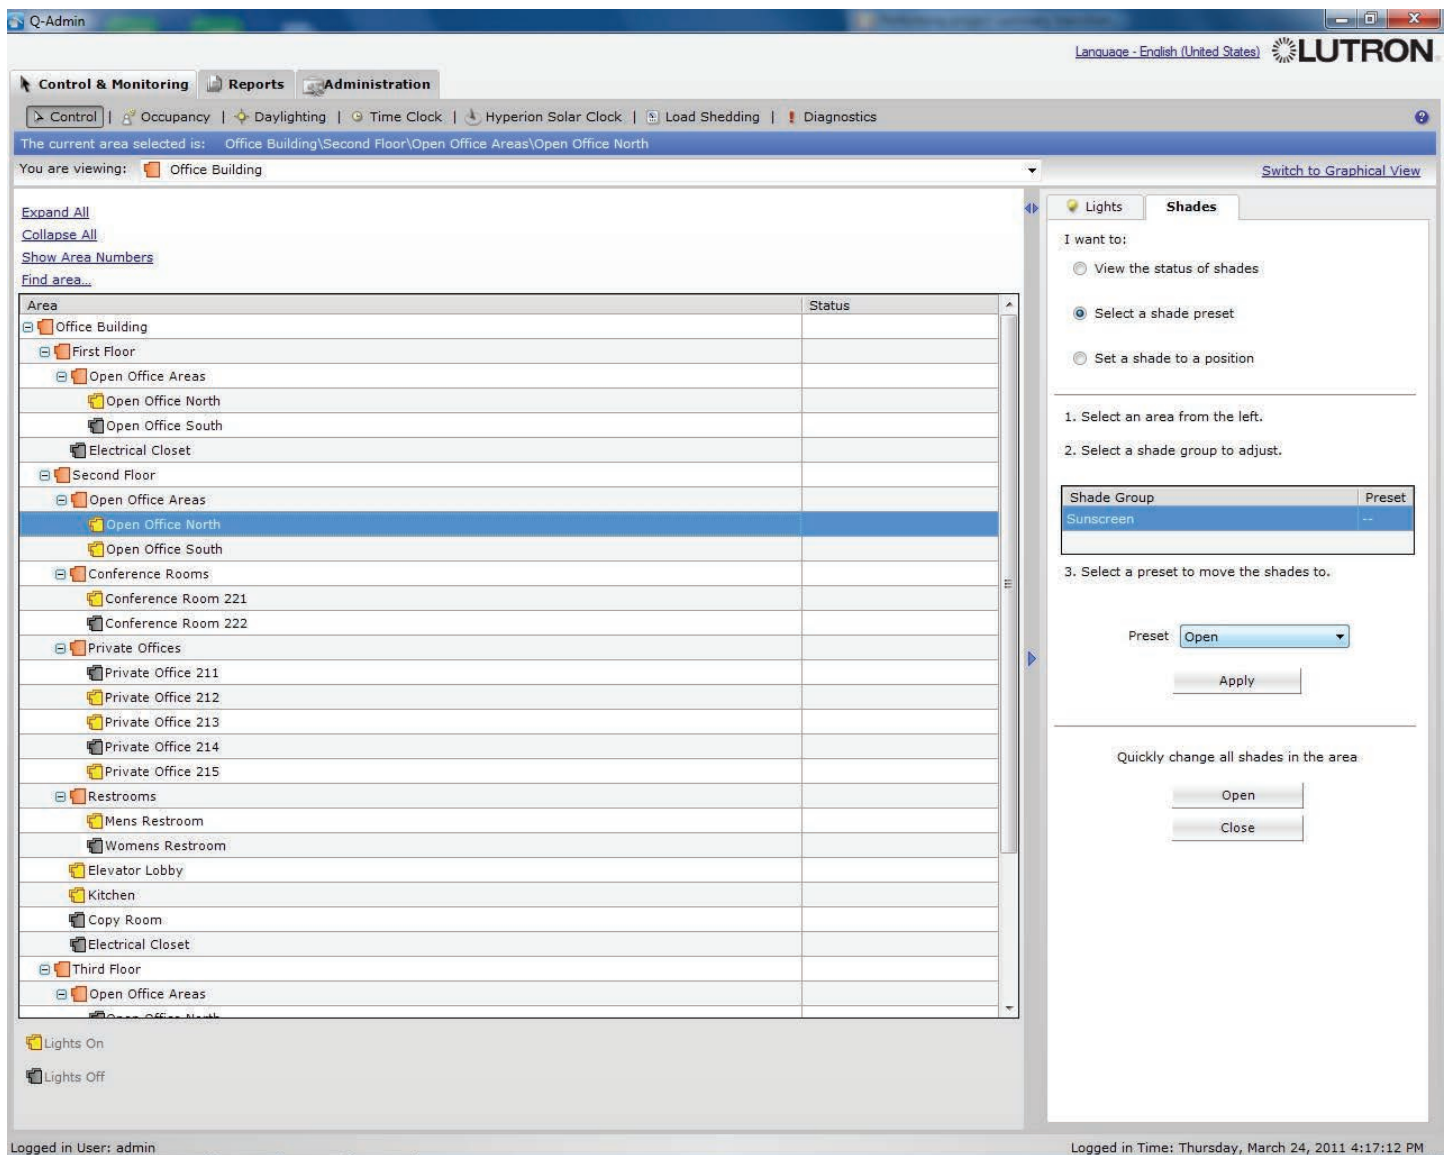 Q-Admin
Language - English (United States) LUTRON
Control & Monitoring Reports Administration
Control | Occupancy | Daylighting | Time Clock | Hyperion Solar Clock | Load Shedding | Diagnostics
The current area selected is: Office Building\Second Floor\Open Office Areas\Open Office North
You are viewing: Office Building
Switch to Graphical View
Expand All
Collapse All
Show Area Numbers
Find area...
Area Status
Office Building
First Floor
Open Office Areas
Open Office North
Open Office South
Electrical Closet
Second Floor
Open Office Areas
Open Office North
Open Office South
Conference Rooms
Conference Room 221
Conference Room 222
Private Offices
Private Office 211
Private Office 212
Private Office 213
Private Office 214
Private Office 215
Restrooms
Mens Restroom
Womens Restroom
Elevator Lobby
Kitchen
Copy Room
Electrical Closet
Third Floor
Open Office Areas
Open Office North
Lights On
Lights Off
Lights Shades
I want to:
View the status of shades
Select a shade preset
Set a shade to a position
1. Select an area from the left.
2. Select a shade group to adjust.
Shade Group Preset
Sunscreen --
3. Select a preset to move the shades to.
Preset Open
Apply
Quickly change all shades in the area
Open
Close
Logged in User: admin
Logged in Time: Thursday, March 24, 2011 4:17:12 PM